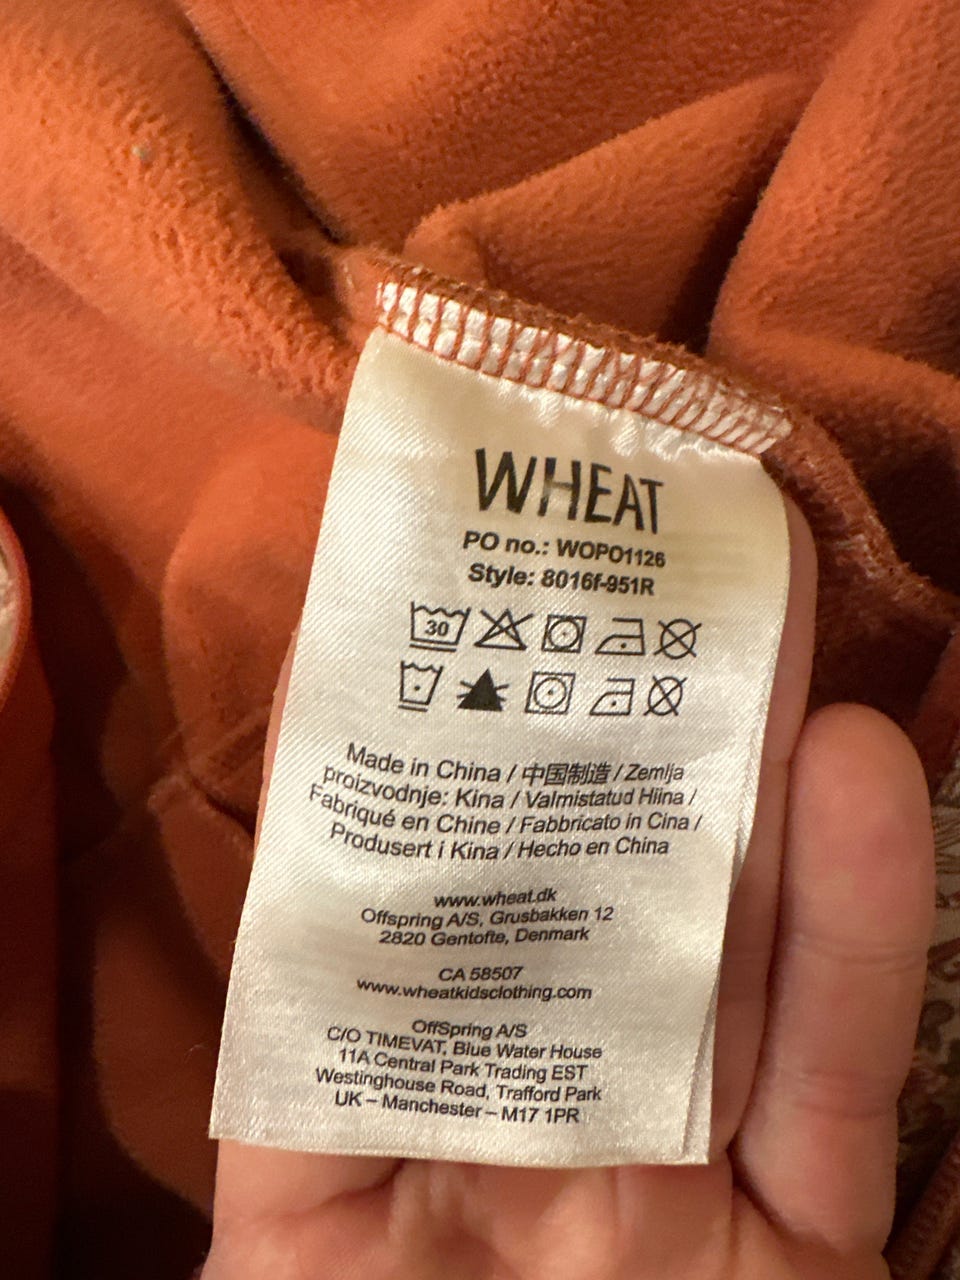 WHEAT
PO no.: WOPO1126
Style: 8016f-951R
30
Made in China / 中国制造 / Zemlja
proizvodnje: Kina / Valmistatud Hiina /
Fabriqué en Chine / Fabbricato in Cina /
Produsert i Kina / Hecho en China
www.wheat.dk
Offspring A/S, Grusbakken 12
2820 Gentofte, Denmark
CA 58507
www.wheatkidsclothing.com
OffSpring A/S
C/O TIMEVAT, Blue Water House
11A Central Park Trading EST
Westinghouse Road, Trafford Park
UK – Manchester – M17 1PR